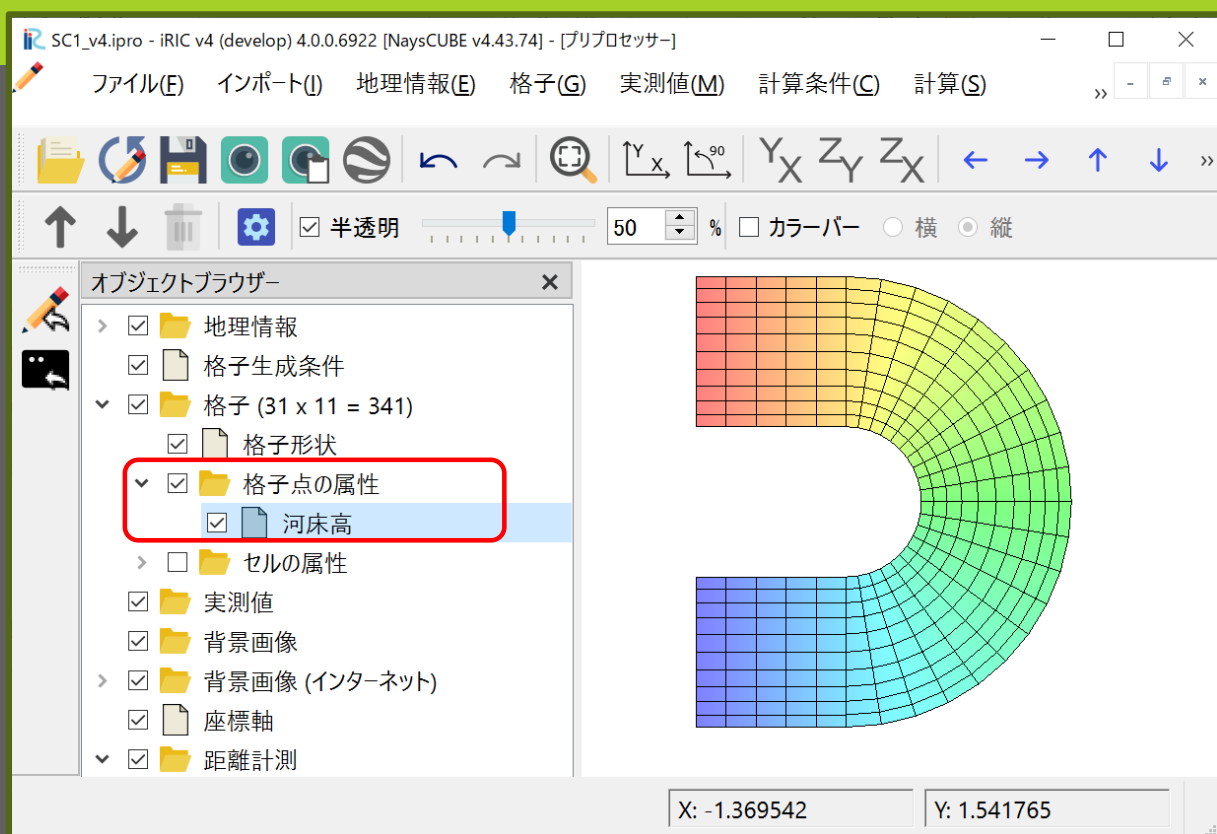 SC1_v4.ipro - iRIC v4 (develop) 4.0.0.6922 [NaysCUBE v4.43.74] - [プリプロセッサー]
ファイル(F) インポート(I) 地理情報(E) 格子(G) 実測値(M) 計算条件(C) 計算(S) »
Y X 90 Y X Z Y Z X »
半透明 50 % カラーバー 横 縦
オブジェクトブラウザー
地理情報
格子生成条件
格子 (31 x 11 = 341)
格子形状
格子点の属性
河床高
セルの属性
実測値
背景画像
背景画像 (インターネット)
座標軸
距離計測
X: -1.369542 Y: 1.541765